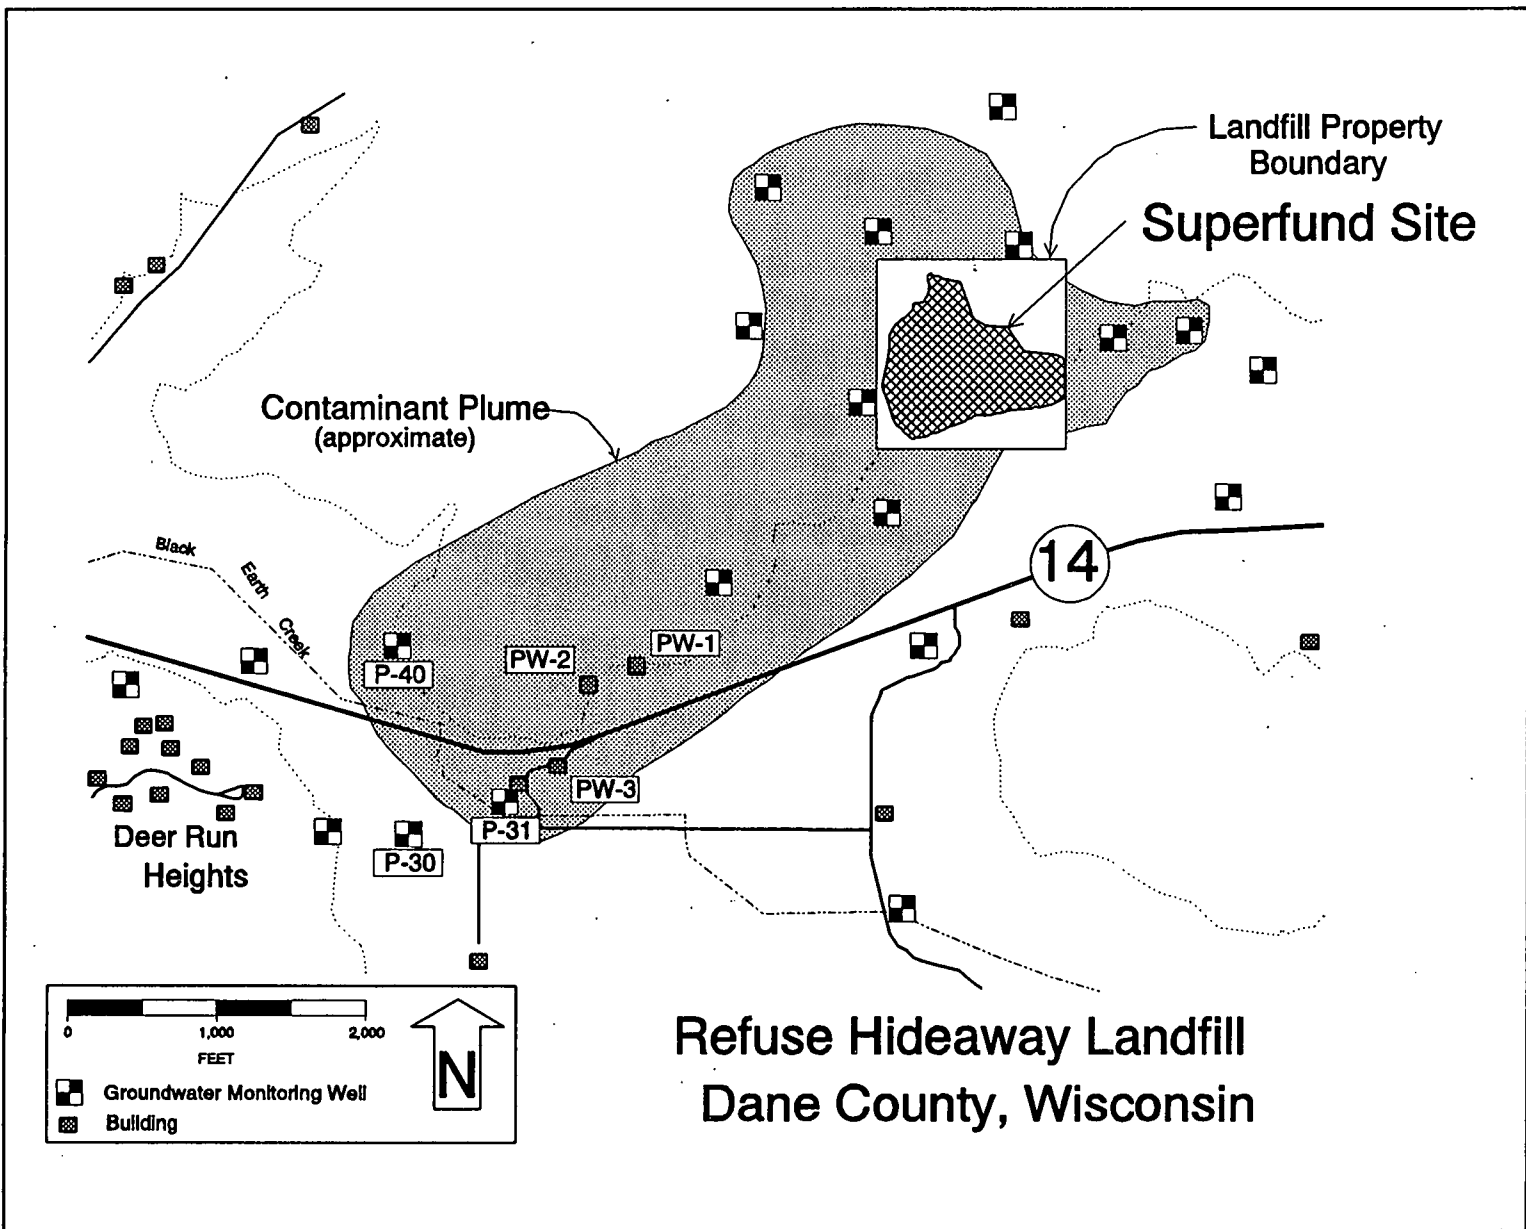 Landfill Property
Boundary
Superfund Site
Contaminant Plume
(approximate)
Black
Earth
Creek
14
PW-1
PW-2
P-40
PW-3
P-31
P-30
Deer Run
Heights
0
1,000
2,000
FEET
N
Groundwater Monitoring Well
Building
Refuse Hideaway Landfill
Dane County, Wisconsin